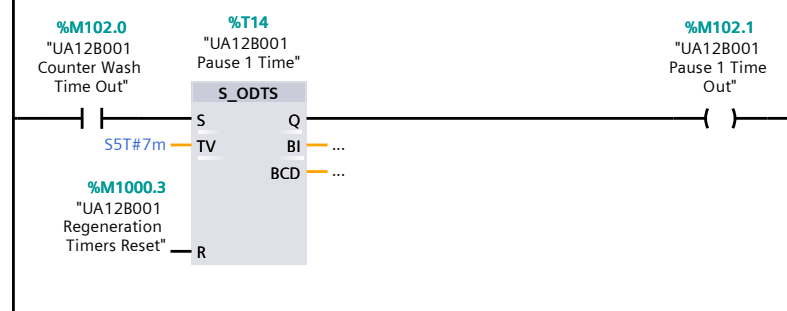 %M102.0
"UA12B001
Counter Wash
Time Out"
%T14
"UA12B001
Pause 1 Time"
%M102.1
"UA12B001
Pause 1 Time
Out"
S_ODTS
S
Q
S5T#7m
TV
BI
...
BCD
...
%M1000.3
"UA12B001
Regeneration
Timers Reset"
R